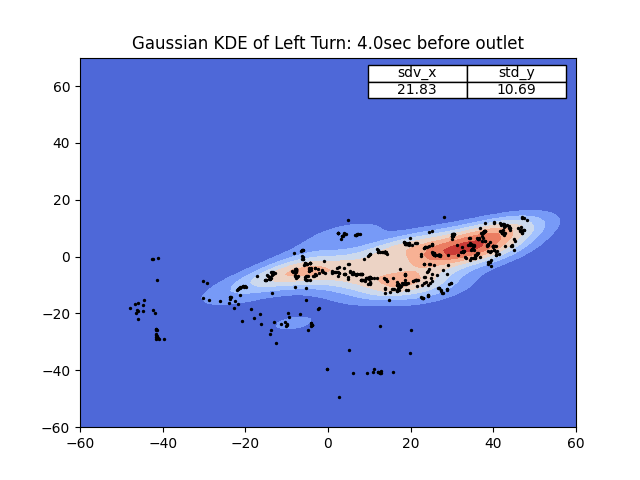 Gaussian KDE of Left Turn: 4.0sec before outlet
sdv_x std_y
21.83 10.69
60
40
20
0
−20
−40
−60
−60 −40 −20 0 20 40 60